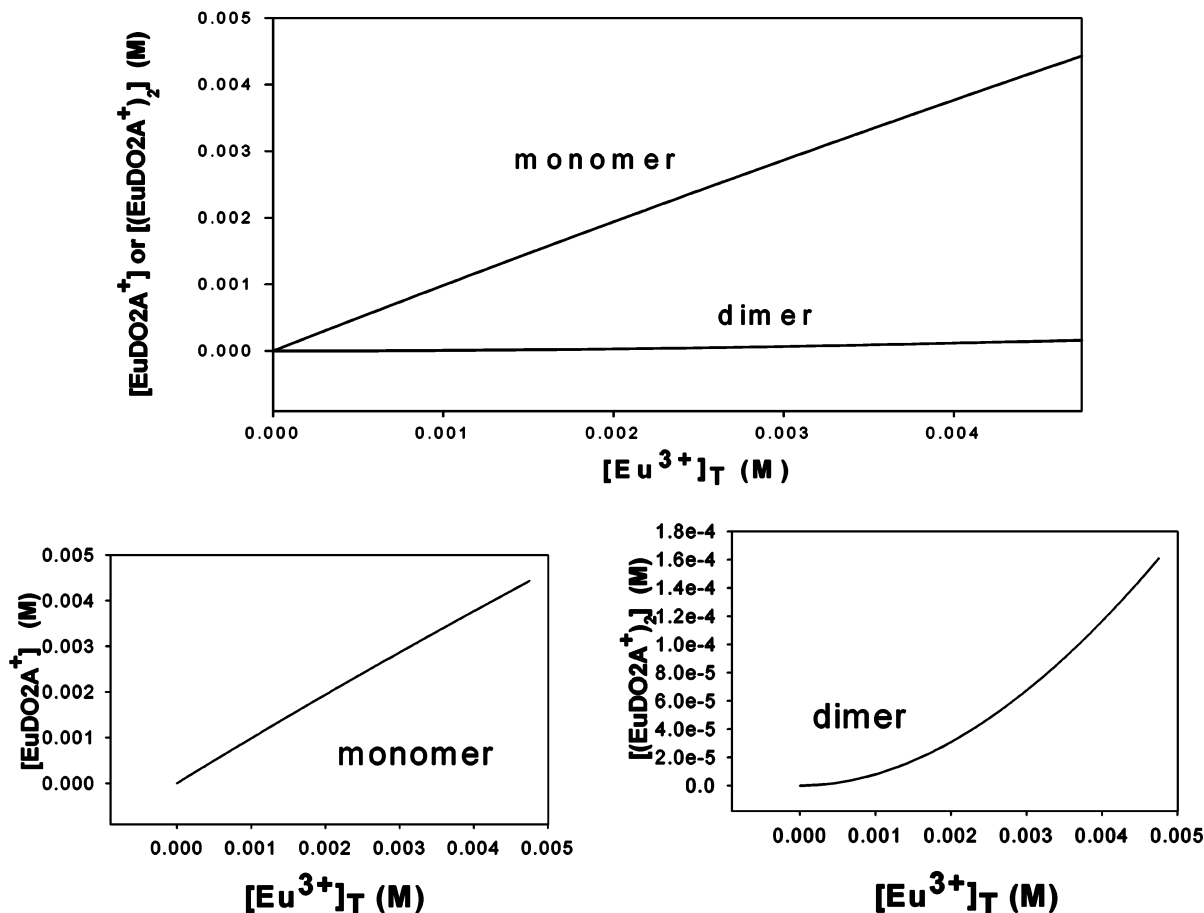 [EuDO2A⁺] or [(EuDO2A⁺)₂] (M)
0.005
0.004
0.003
0.002
0.001
0.000
monomer
dimer
0.000 0.001 0.002 0.003 0.004
[Eu³⁺]T (M)
[EuDO2A⁺] (M)
0.005
0.004
0.003
0.002
0.001
0.000
monomer
0.000 0.001 0.002 0.003 0.004 0.005
[Eu³⁺]T (M)
[(EuDO2A⁺)₂] (M)
1.8e-4
1.6e-4
1.4e-4
1.2e-4
1.0e-4
8.0e-5
6.0e-5
4.0e-5
2.0e-5
0.0
dimer
0.000 0.001 0.002 0.003 0.004 0.005
[Eu³⁺]T (M)